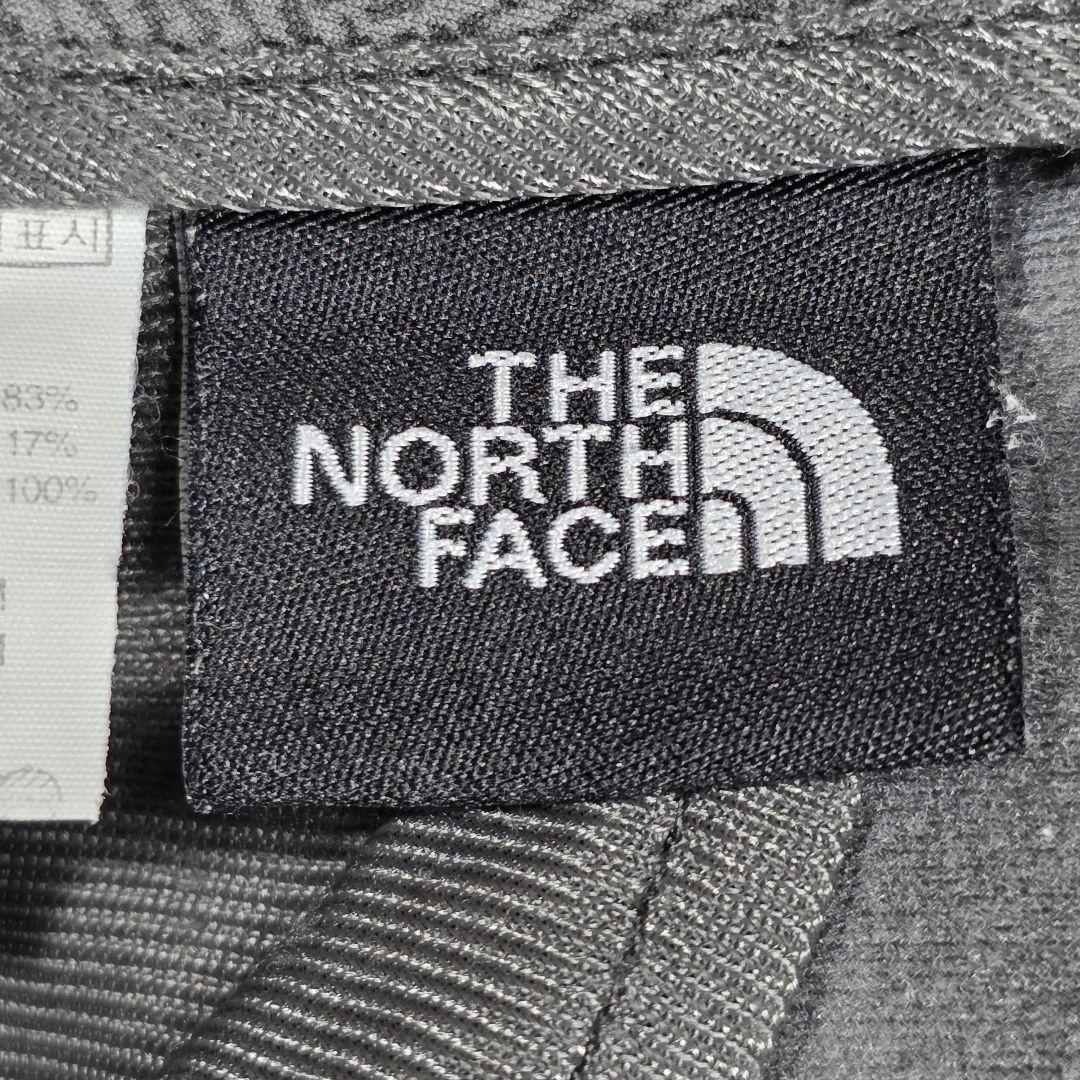 표시
83%
17%
100%
THE
NORTH
FACE